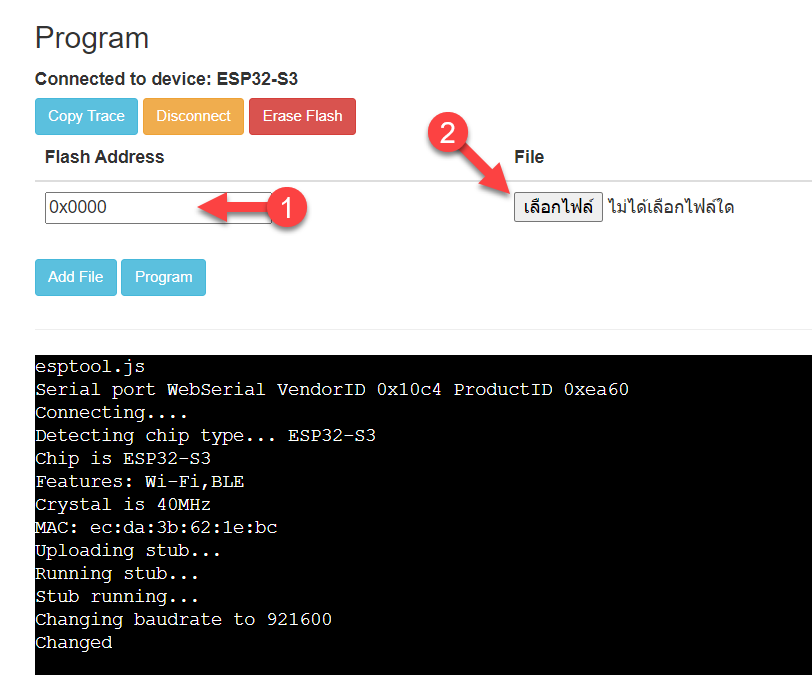 Program
Connected to device: ESP32-S3
Copy Trace Disconnect Erase Flash
2
Flash Address File
0x0000 1 เลือกไฟล์ ไม่ได้เลือกไฟล์ใด
Add File Program
esptool.js
Serial port WebSerial VendorID 0x10c4 ProductID 0xea60
Connecting....
Detecting chip type... ESP32-S3
Chip is ESP32-S3
Features: Wi-Fi,BLE
Crystal is 40MHz
MAC: ec:da:3b:62:1e:bc
Uploading stub...
Running stub...
Stub running...
Changing baudrate to 921600
Changed